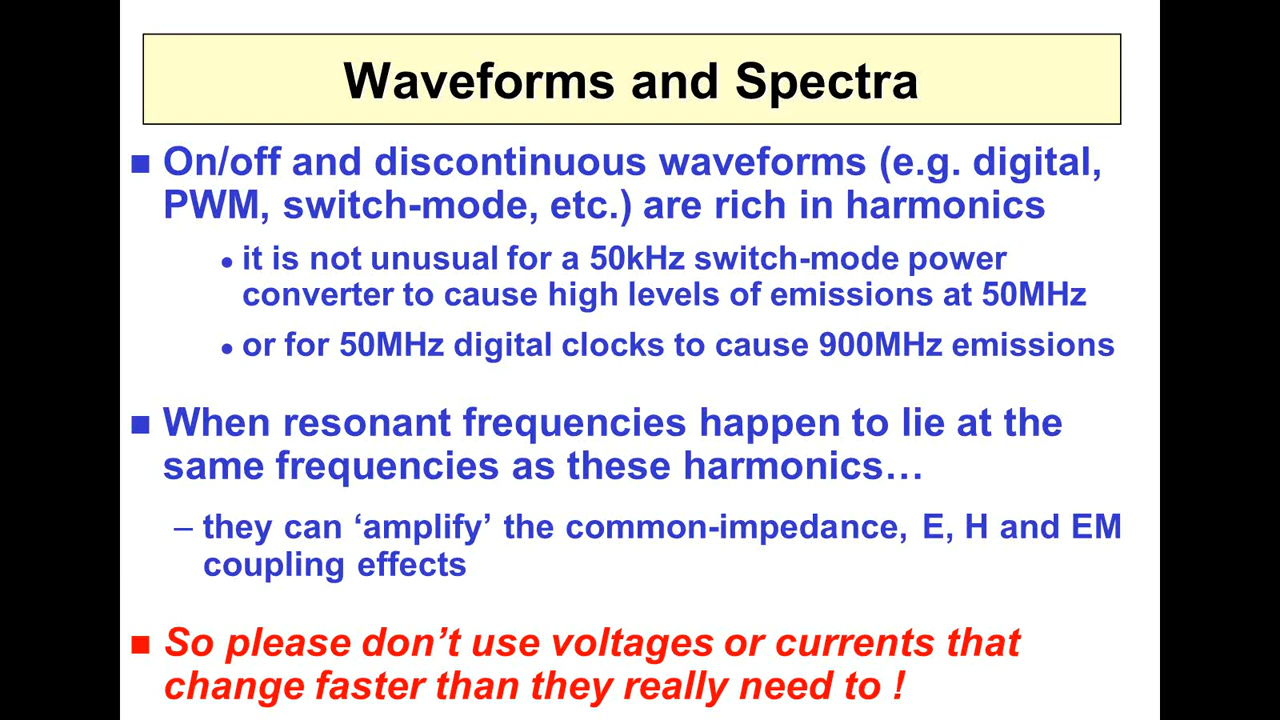 Waveforms and Spectra
■ On/off and discontinuous waveforms (e.g. digital,
PWM, switch-mode, etc.) are rich in harmonics
● it is not unusual for a 50kHz switch-mode power
converter to cause high levels of emissions at 50MHz
● or for 50MHz digital clocks to cause 900MHz emissions
■ When resonant frequencies happen to lie at the
same frequencies as these harmonics…
– they can ‘amplify’ the common-impedance, E, H and EM
coupling effects
■ So please don’t use voltages or currents that
change faster than they really need to !